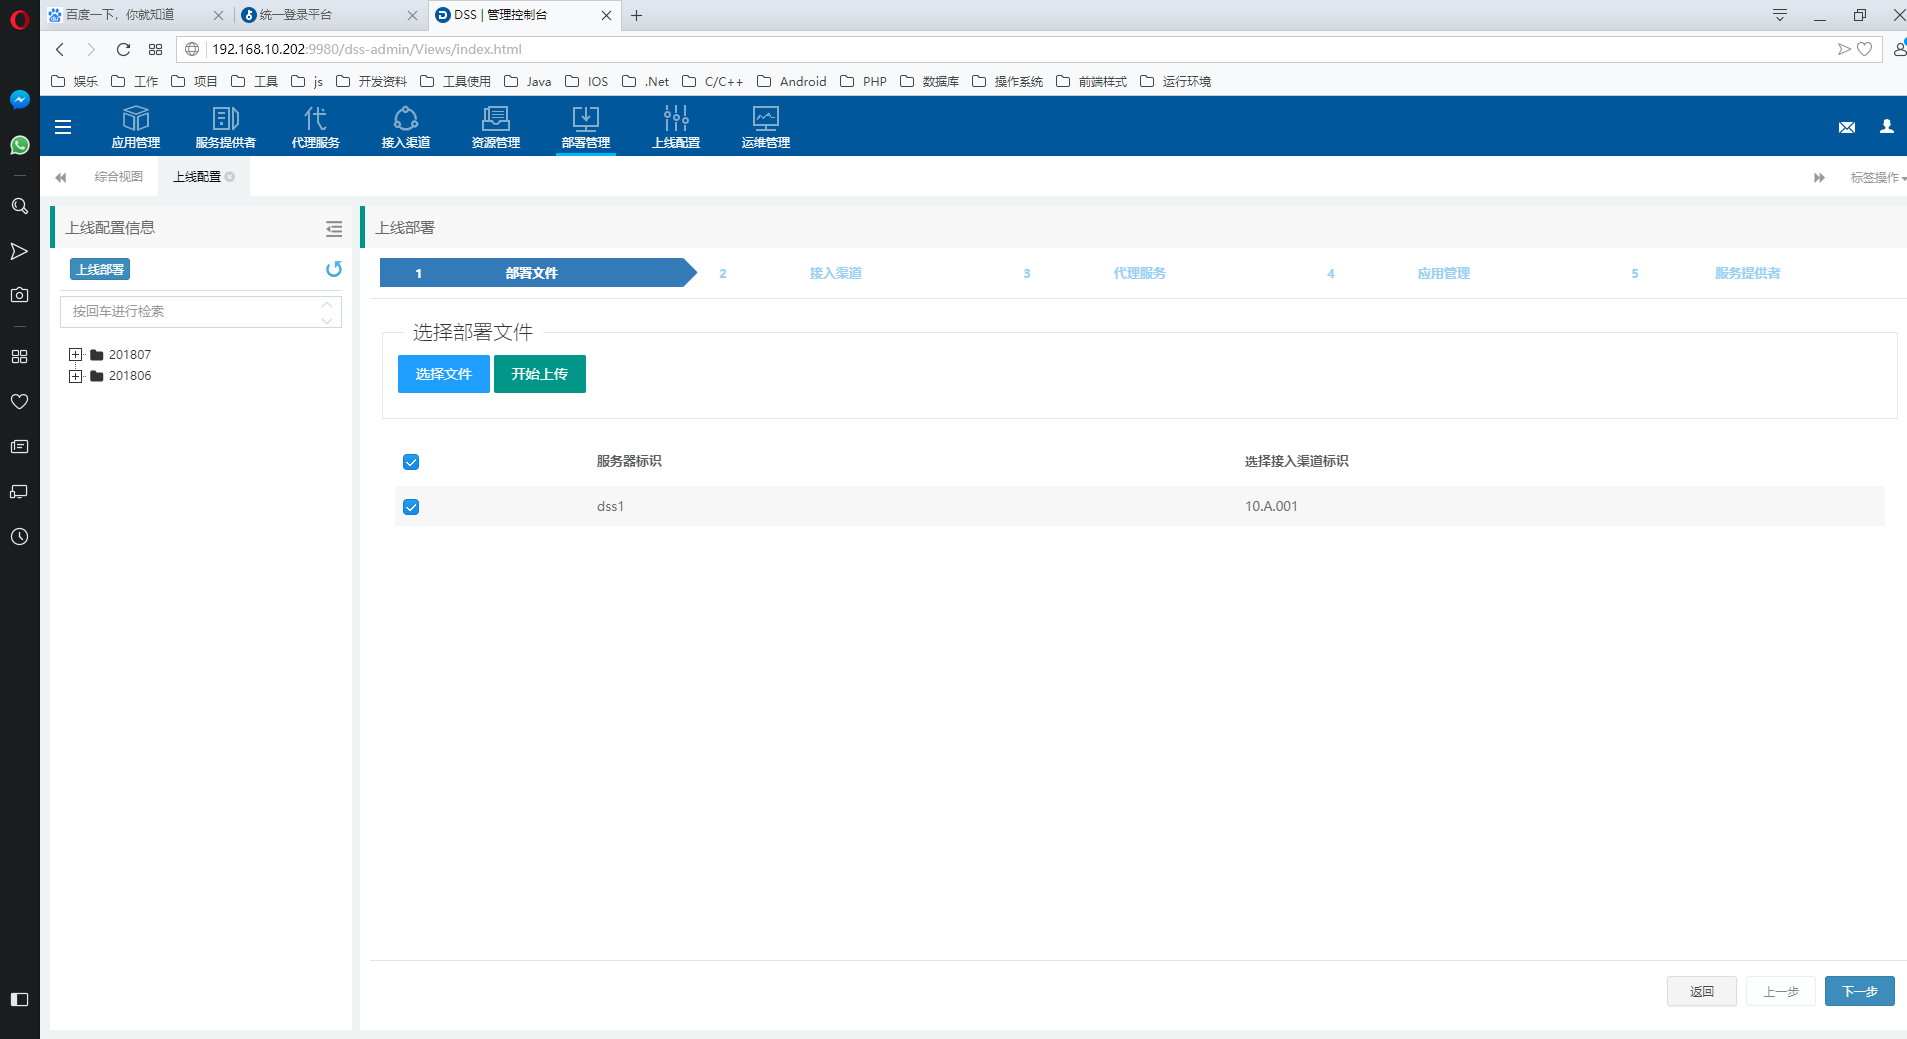 百度一下，你就知道
统一登录平台
DSS | 管理控制台
192.168.10.202:9980/dss-admin/Views/index.html
娱乐 工作 项目 工具 js 开发资料 工具使用 Java IOS .Net C/C++ Android PHP 数据库 操作系统 前端样式 运行环境
应用管理 服务提供者 代理服务 接入渠道 资源管理 部署管理 上线配置 运维管理
综合视图 上线配置 标签操作
上线配置信息
上线部署
按回车进行检索
201807
201806
上线部署
1 部署文件 2 接入渠道 3 代理服务 4 应用管理 5 服务提供者
选择部署文件
选择文件 开始上传
服务器标识 选择接入渠道标识
dss1 10.A.001
返回 上一步 下一步